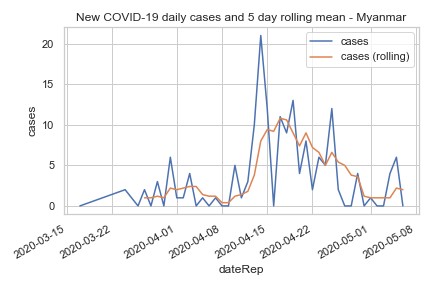 New COVID-19 daily cases and 5 day rolling mean - Myanmar
cases
cases (rolling)
20
15
10
5
0
cases
2020-03-15
2020-03-22
2020-04-01
2020-04-08
2020-04-15
2020-04-22
2020-05-01
2020-05-08
dateRep